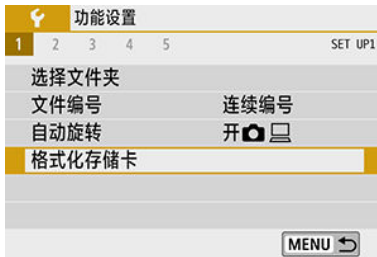 功能设置
1 2 3 4 5 SET UP1
选择文件夹
文件编号 连续编号
自动旋转 开
格式化存储卡
MENU